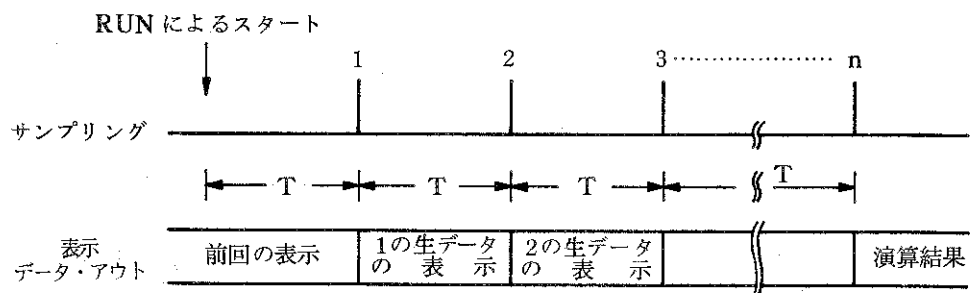 RUNによるスタート
1 2 3 ‥‥‥‥‥‥ n
サンプリング
T T T T
表示
データ・アウト
前回の表示
1の生データ
の表示
2の生データ
の表示
演算結果